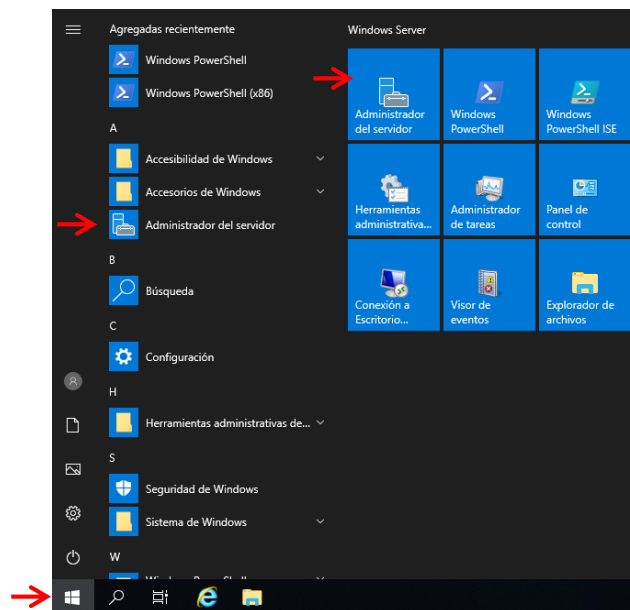 Agregadas recientemente
Windows PowerShell
Windows PowerShell (x86)
A
Accesibilidad de Windows
Accesorios de Windows
Administrador del servidor
B
Búsqueda
C
Configuración
H
Herramientas administrativas de...
S
Seguridad de Windows
Sistema de Windows
W
Windows Server
Administrador
del servidor
Windows
PowerShell
Windows
PowerShell ISE
Herramientas
administrativa...
Administrador
de tareas
Panel de
control
Conexión a
Escritorio...
Visor de
eventos
Explorador de
archivos